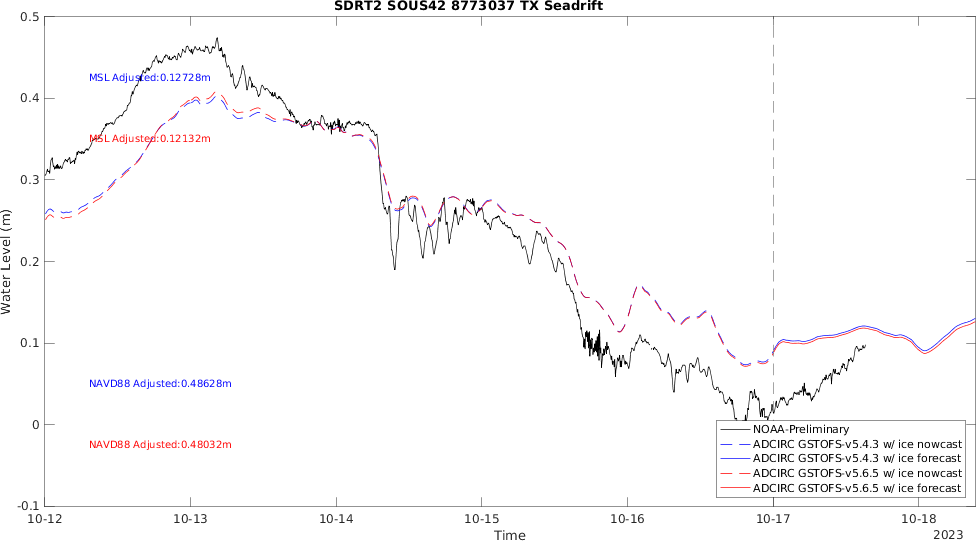 SDRT2 SOUS42 8773037 TX Seadrift
0.5
0.4
0.3
0.2
0.1
0
-0.1
Water Level (m)
MSL Adjusted:0.12728m
MSL Adjusted:0.12132m
NAVD88 Adjusted:0.48628m
NAVD88 Adjusted:0.48032m
NOAA-Preliminary
ADCIRC GSTOFS-v5.4.3 w/ ice nowcast
ADCIRC GSTOFS-v5.4.3 w/ ice forecast
ADCIRC GSTOFS-v5.6.5 w/ ice nowcast
ADCIRC GSTOFS-v5.6.5 w/ ice forecast
10-12 10-13 10-14 10-15 10-16 10-17 10-18
Time
2023